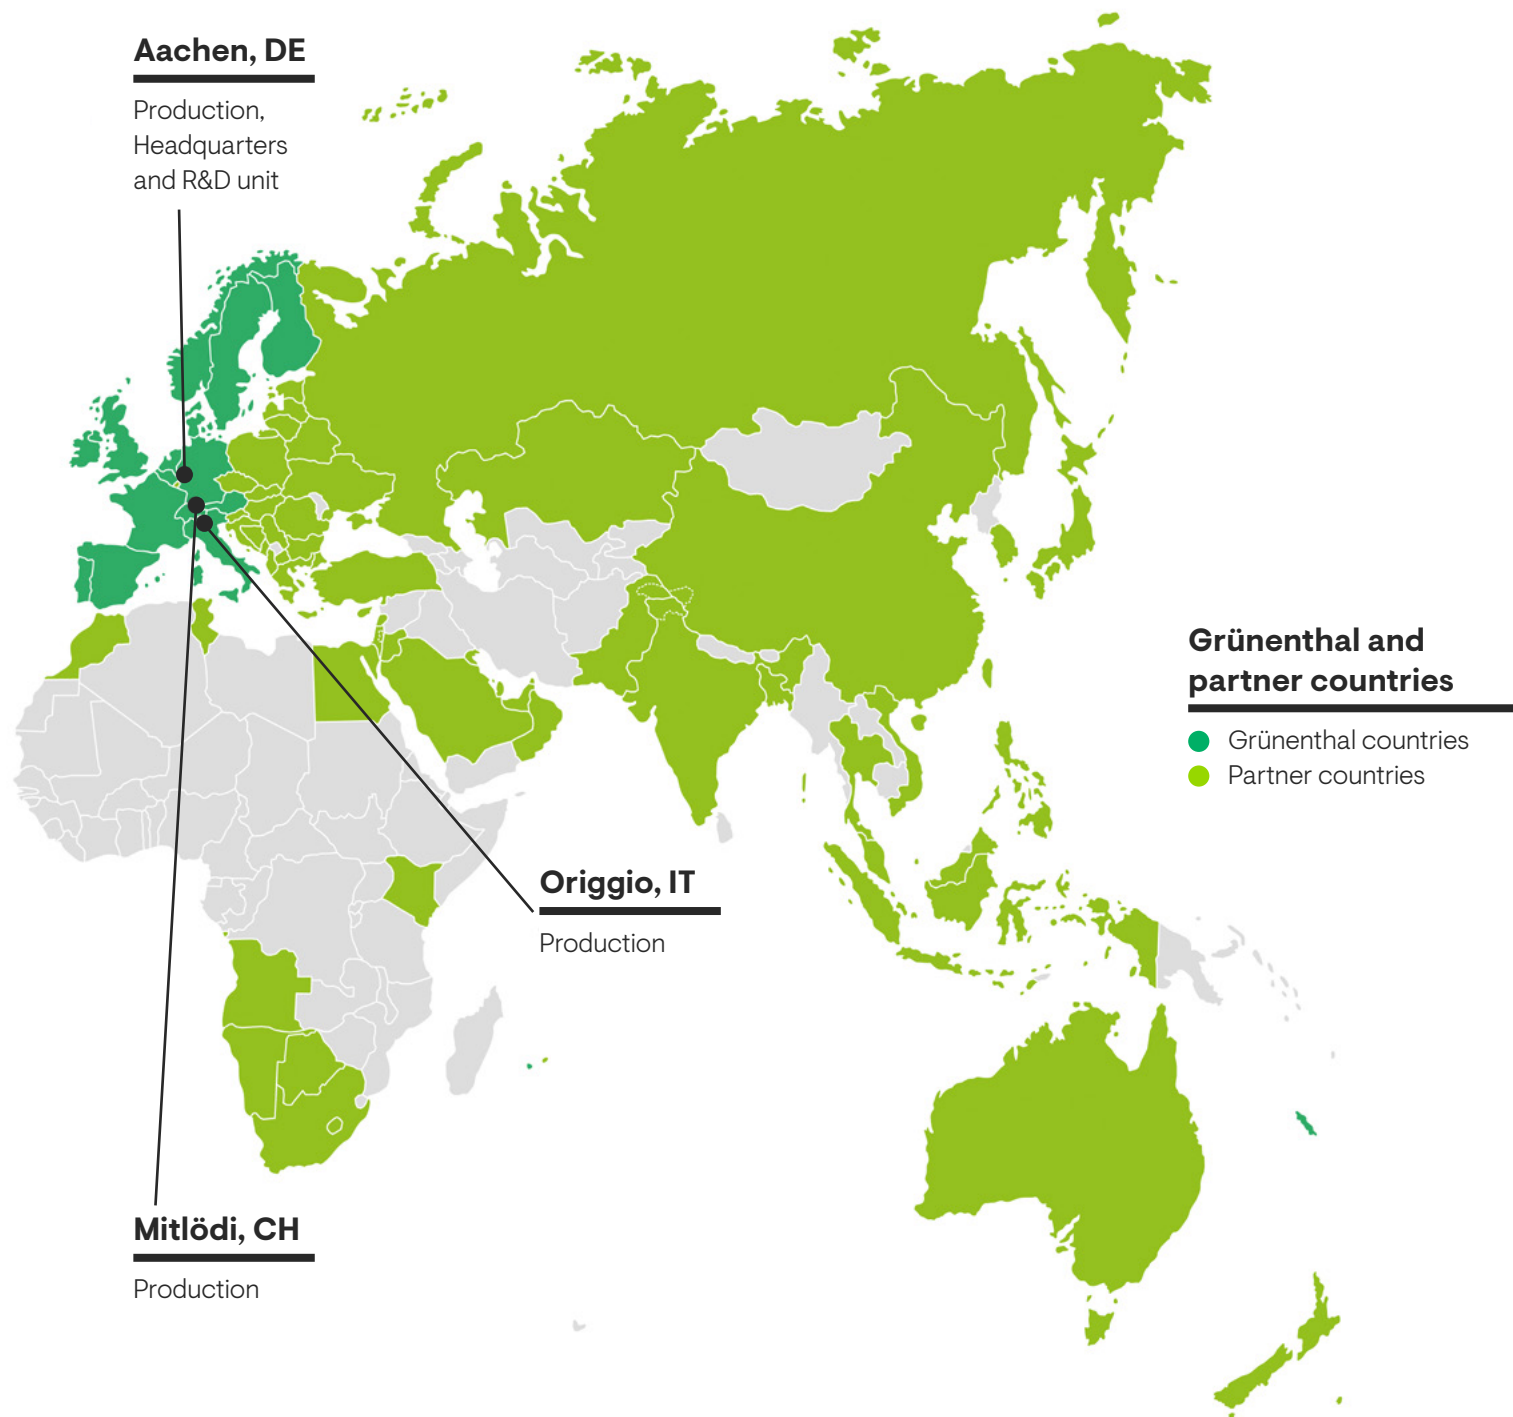 Aachen, DE
Production,
Headquarters
and R&D unit
Grünenthal and
partner countries
Grünenthal countries
Partner countries
Origgio, IT
Production
Mitlödi, CH
Production